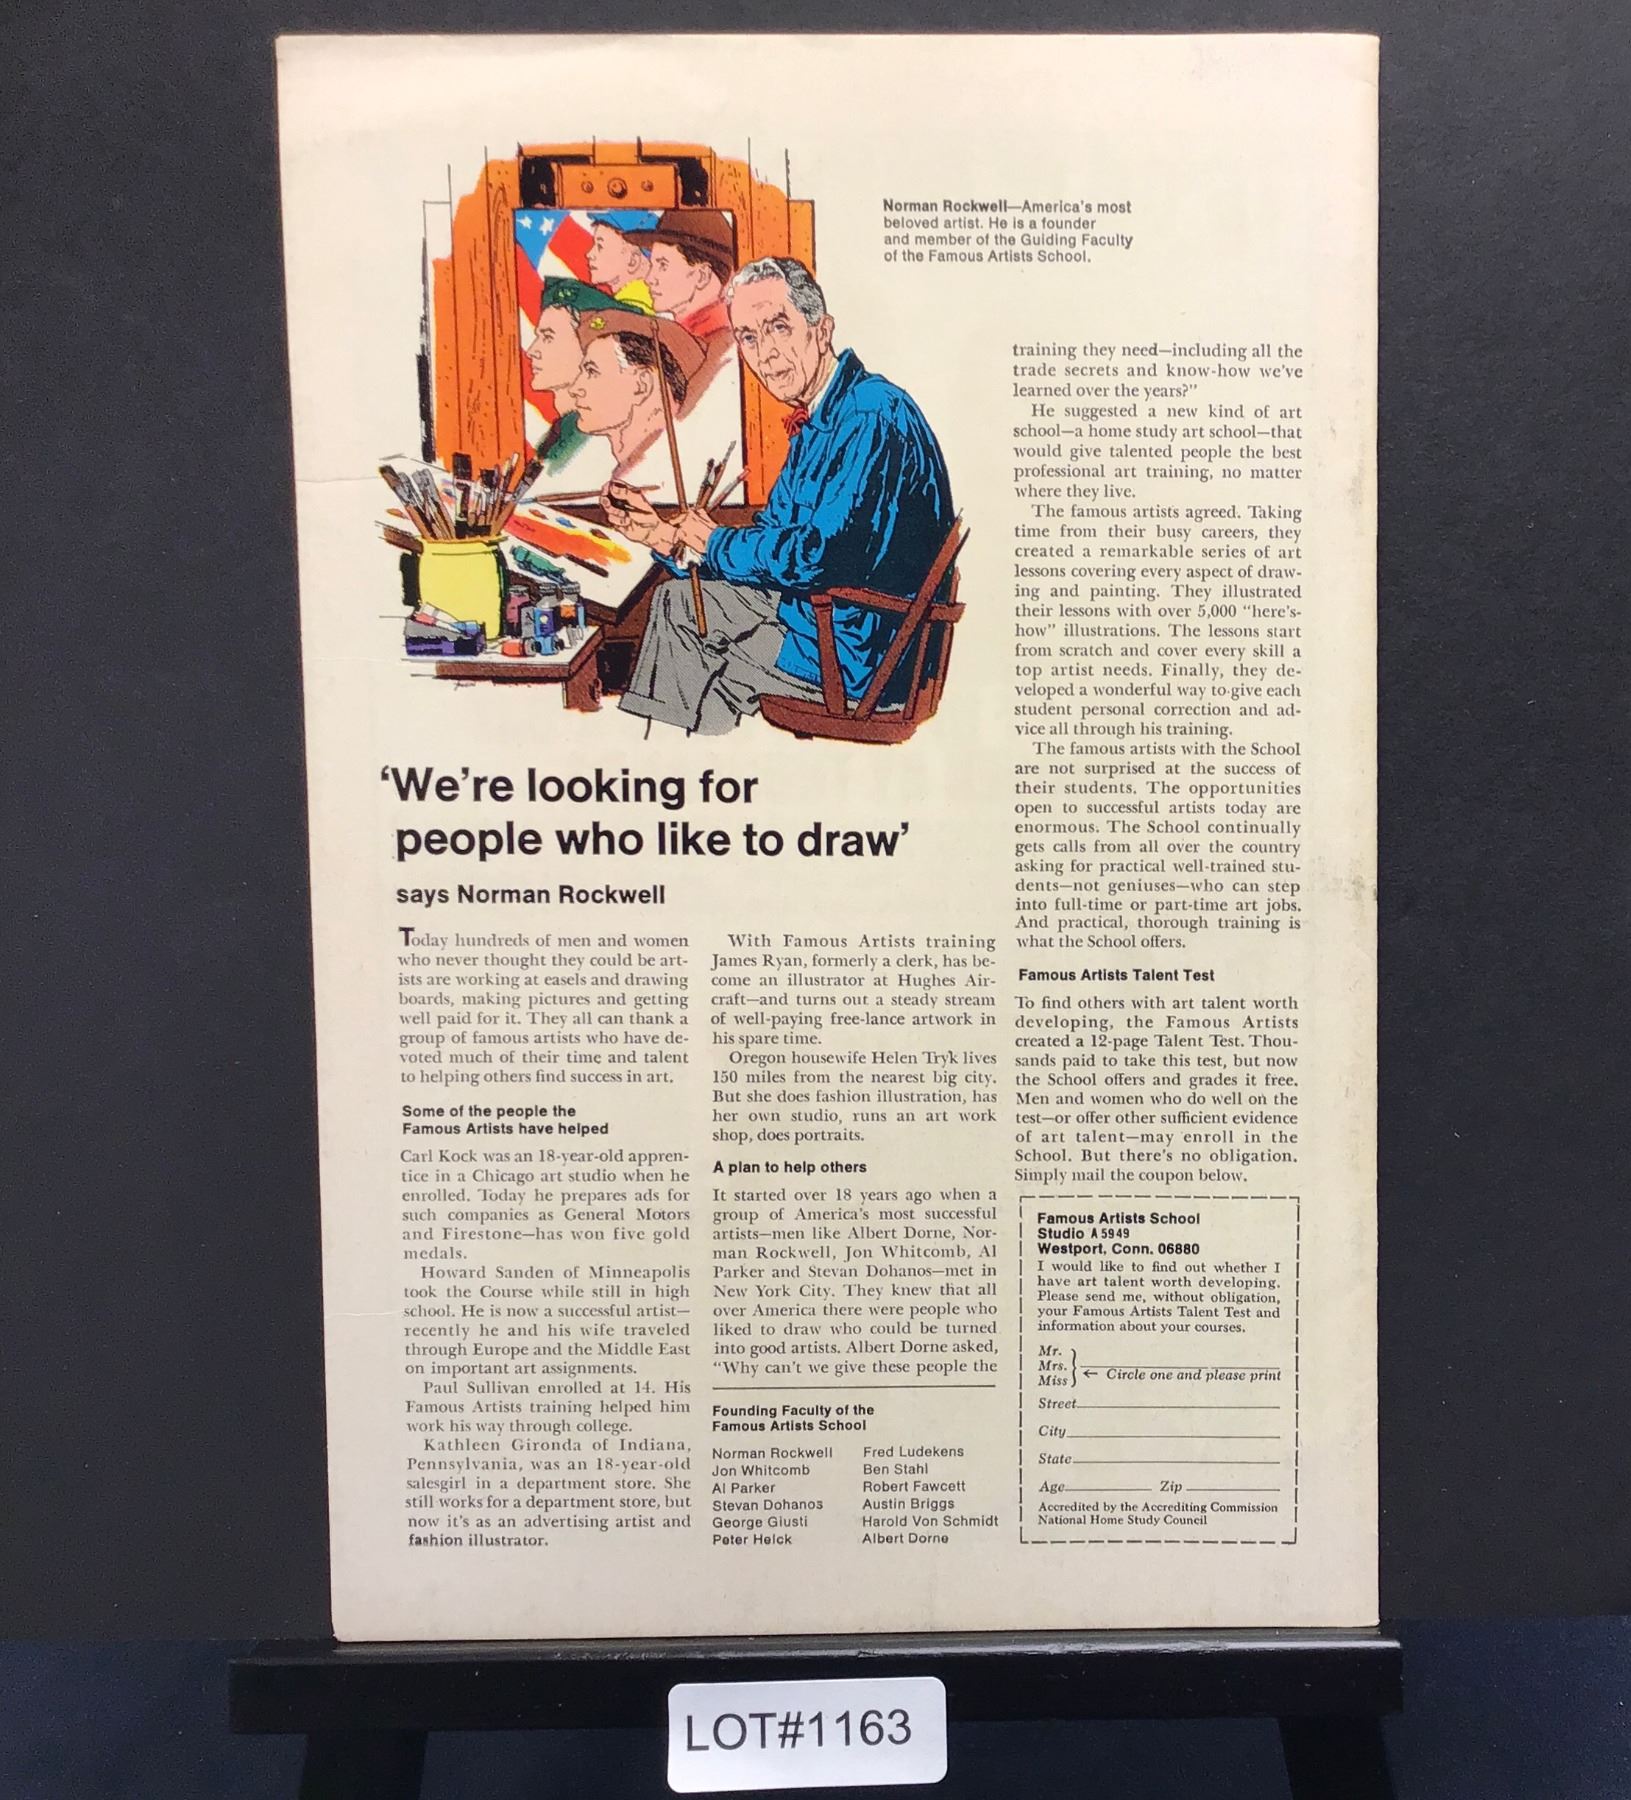 Norman Rockwell—America's most
beloved artist. He is a founder
and member of the Guiding Faculty
of the Famous Artists School.
'We're looking for
people who like to draw'
says Norman Rockwell
Today hundreds of men and women
who never thought they could be art-
ists are working at easels and drawing
boards, making pictures and getting
well paid for it. They all can thank a
group of famous artists who have de-
voted much of their time and talent
to helping others find success in art.
Some of the people the
Famous Artists have helped
Carl Kock was an 18-year-old appren-
tice in a Chicago art studio when he
enrolled. Today he prepares ads for
such companies as General Motors
and Firestone—has won five gold
medals.
Howard Sanden of Minneapolis
took the Course while still in high
school. He is now a successful artist—
recently he and his wife traveled
through Europe and the Middle East
on important art assignments.
Paul Sullivan enrolled at 14. His
Famous Artists training helped him
work his way through college.
Kathleen Gironda of Indiana,
Pennsylvania, was an 18-year-old
salesgirl in a department store. She
still works for a department store, but
now it's as an advertising artist and
fashion illustrator.
With Famous Artists training
James Ryan, formerly a clerk, has be-
come an illustrator at Hughes Air-
craft—and turns out a steady stream
of well-paying free-lance artwork in
his spare time.
Oregon housewife Helen Tryk lives
150 miles from the nearest big city.
But she does fashion illustration, has
her own studio, runs an art work
shop, does portraits.
A plan to help others
It started over 18 years ago when a
group of America's most successful
artists—men like Albert Dorne, Nor-
man Rockwell, Jon Whitcomb, Al
Parker and Stevan Dohanos—met in
New York City. They knew that all
over America there were people who
liked to draw who could be turned
into good artists. Albert Dorne asked,
"Why can't we give these people the
Founding Faculty of the
Famous Artists School
Norman Rockwell
Jon Whitcomb
Al Parker
Stevan Dohanos
George Giusti
Peter Helck
Fred Ludekens
Ben Stahl
Robert Fawcett
Austin Briggs
Harold Von Schmidt
Albert Dorne
training they need—including all the
trade secrets and know-how we've
learned over the years?"
He suggested a new kind of art
school—a home study art school—that
would give talented people the best
professional art training, no matter
where they live.
The famous artists agreed. Taking
time from their busy careers, they
created a remarkable series of art
lessons covering every aspect of draw-
ing and painting. They illustrated
their lessons with over 5,000 "here's-
how" illustrations. The lessons start
from scratch and cover every skill a
top artist needs. Finally, they de-
veloped a wonderful way to give each
student personal correction and ad-
vice all through his training.
The famous artists with the School
are not surprised at the success of
their students. The opportunities
open to successful artists today are
enormous. The School continually
gets calls from all over the country
asking for practical well-trained stu-
dents—not geniuses—who can step
into full-time or part-time art jobs.
And practical, thorough training is
what the School offers.
Famous Artists Talent Test
To find others with art talent worth
developing, the Famous Artists
created a 12-page Talent Test. Thou-
sands paid to take this test, but now
the School offers and grades it free.
Men and women who do well on the
test—or offer other sufficient evidence
of art talent—may enroll in the
School. But there's no obligation.
Simply mail the coupon below.
Famous Artists School
Studio A 5949
Westport, Conn. 06880
I would like to find out whether I
have art talent worth developing.
Please send me, without obligation,
your Famous Artists Talent Test and
information about your courses.
Mr.
Mrs.
Miss
← Circle one and please print
Street
City
State
Age Zip
Accredited by the Accrediting Commission
National Home Study Council
LOT#1163